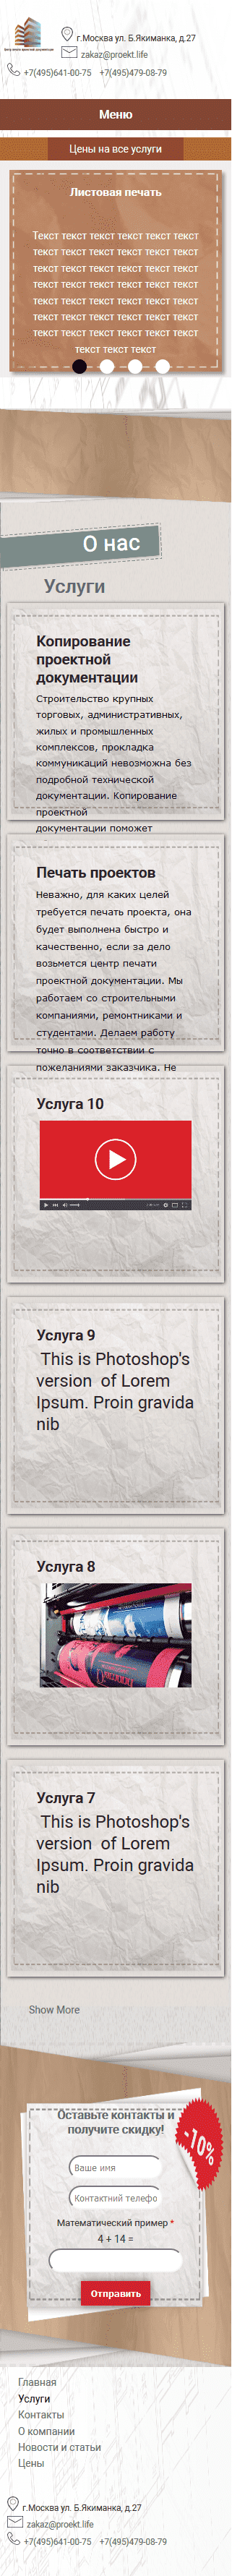 г.Москва ул. Б.Якиманка, д.27
zakaz@proekt.life
+7(495)641-00-75 +7(495)479-08-79
Меню
Цены на все услуги
Листовая печать
Текст текст текст текст текст текст
текст текст текст текст текст текст
текст текст текст текст текст текст
текст текст текст текст текст текст
текст текст текст текст текст текст
текст текст текст текст текст текст
текст текст текст текст текст текст
текст текст текст
О нас
Услуги
Копирование
проектной
документации
Строительство крупных
торговых, административных,
жилых и промышленных
комплексов, прокладка
коммуникаций невозможна без
подробной технической
документации. Копирование
проектной
документации поможет
Печать проектов
Неважно, для каких целей
требуется печать проекта, она
будет выполнена быстро и
качественно, если за дело
возьмется центр печати
проектной документации. Мы
работаем со строительными
компаниями, ремонтниками и
студентами. Делаем работу
точно в соответствии с
пожеланиями заказчика. Не
Услуга 10
Услуга 9
This is Photoshop's
version of Lorem
Ipsum. Proin gravida
nib
Услуга 8
Услуга 7
This is Photoshop's
version of Lorem
Ipsum. Proin gravida
nib
Show More
Оставьте контакты и
получите скидку!
-10%
Ваше имя
Контактний телефо
Математический пример *
4 + 14 =
Отправить
Главная
Услуги
Контакты
О компании
Новости и статьи
Цены
г.Москва ул. Б.Якиманка, д.27
zakaz@proekt.life
+7(495)641-00-75 +7(495)479-08-79